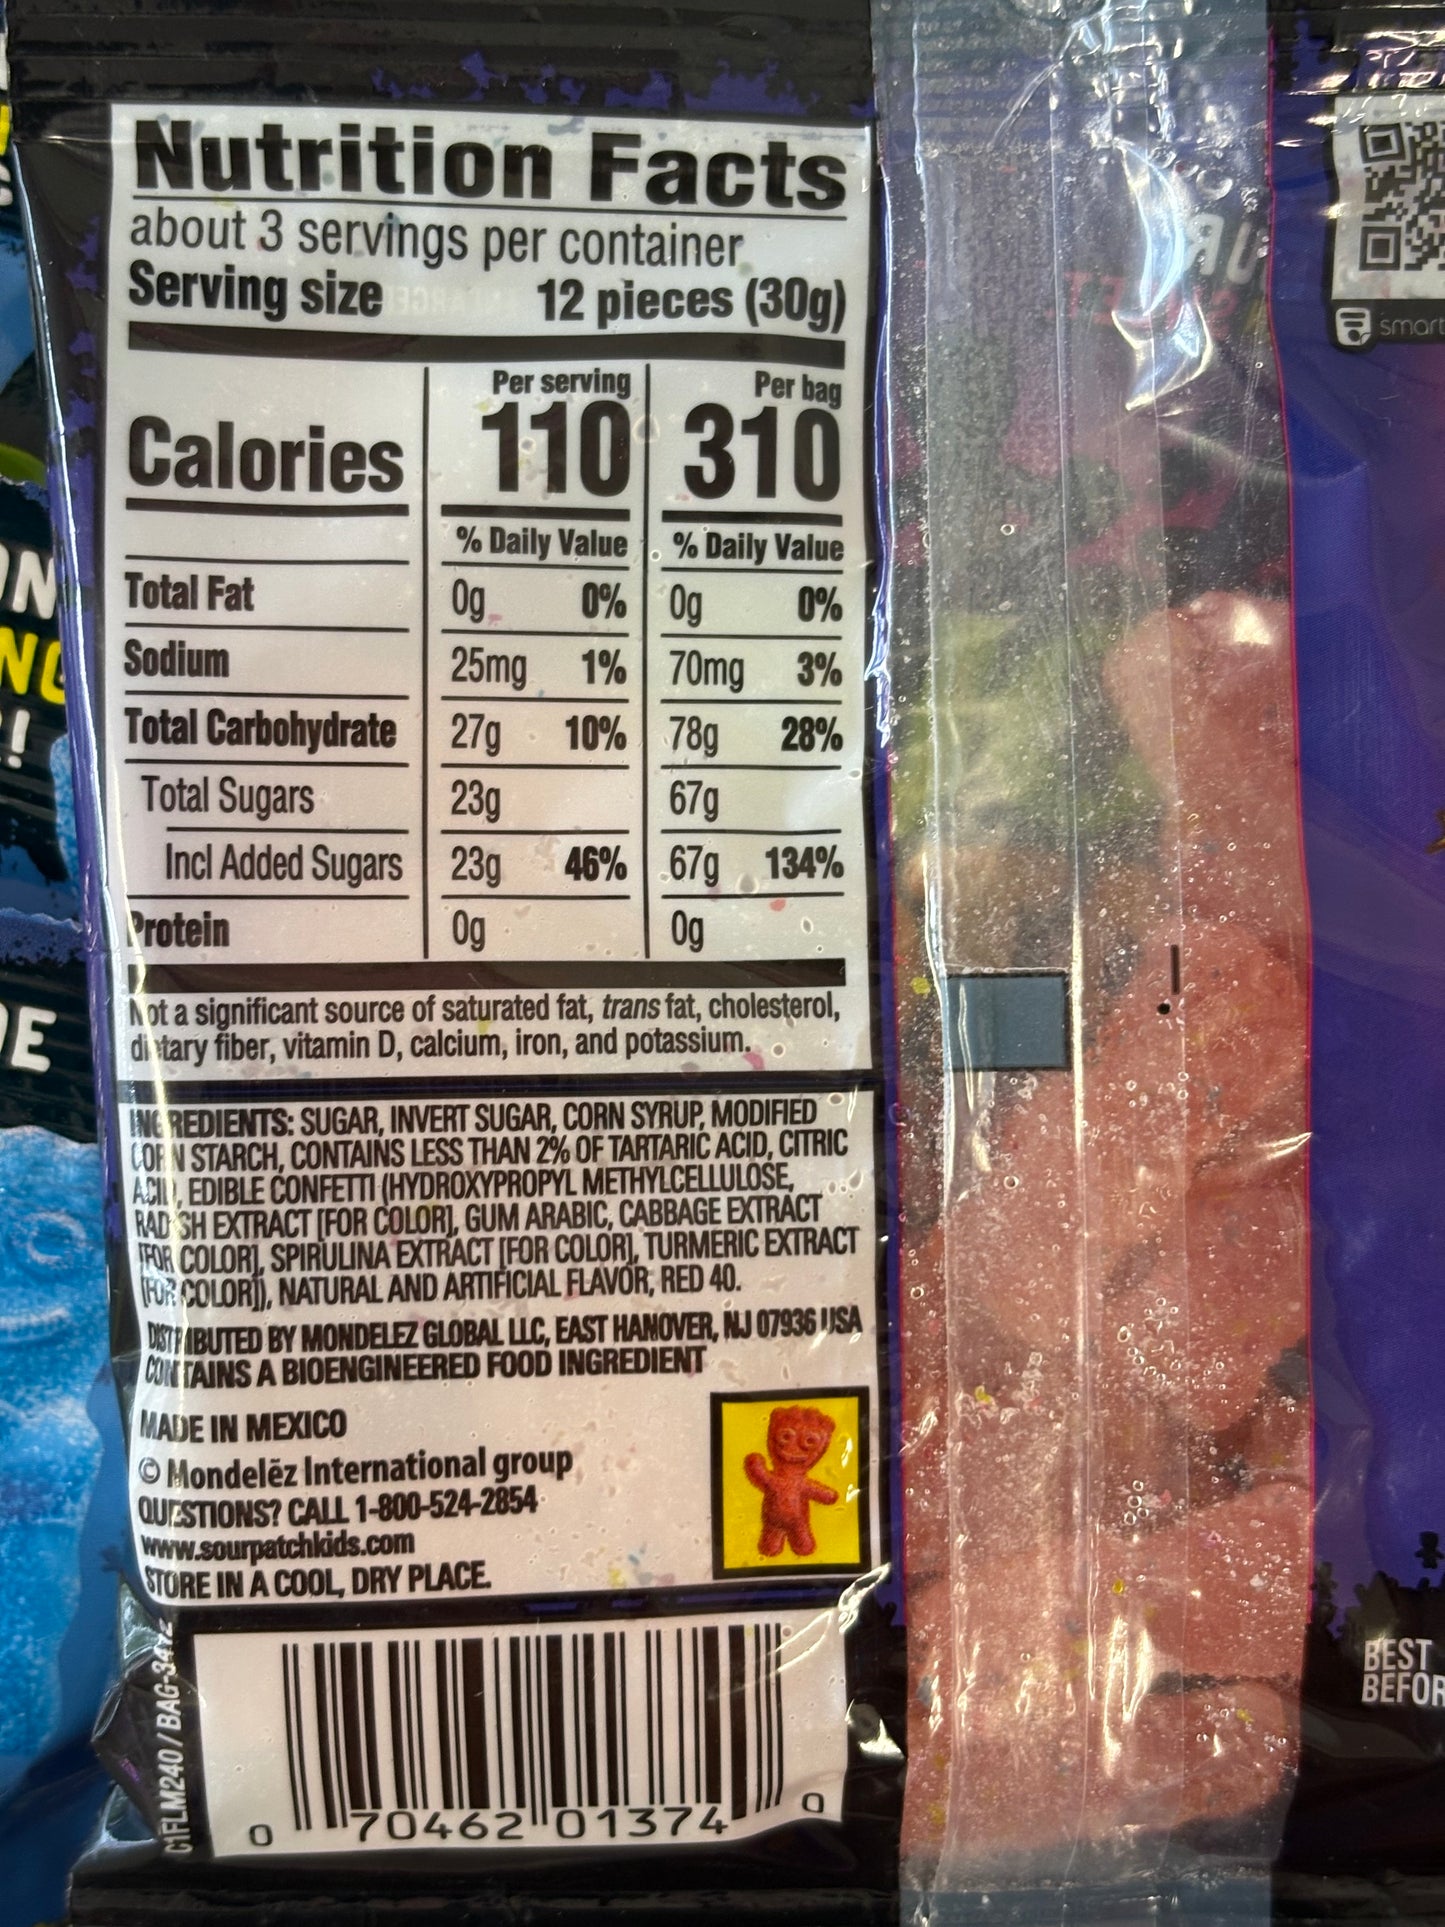 Nutrition Facts
about 3 servings per container
Serving size 12 pieces (30g)
Per serving Per bag
Calories 110 310
% Daily Value % Daily Value
Total Fat 0g 0% 0g 0%
Sodium 25mg 1% 70mg 3%
Total Carbohydrate 27g 10% 78g 28%
Total Sugars 23g 67g
Incl Added Sugars 23g 46% 67g 134%
Protein 0g 0g
Not a significant source of saturated fat, trans fat, cholesterol,
dietary fiber, vitamin D, calcium, iron, and potassium.
INGREDIENTS: SUGAR, INVERT SUGAR, CORN SYRUP, MODIFIED
CORN STARCH, CONTAINS LESS THAN 2% OF TARTARIC ACID, CITRIC
ACID, EDIBLE CONFETTI (HYDROXYPROPYL METHYLCELLULOSE,
RADISH EXTRACT [FOR COLOR], GUM ARABIC, CABBAGE EXTRACT
[FOR COLOR], SPIRULINA EXTRACT [FOR COLOR], TURMERIC EXTRACT
[FOR COLOR]), NATURAL AND ARTIFICIAL FLAVOR, RED 40.
DISTRIBUTED BY MONDELEZ GLOBAL LLC, EAST HANOVER, NJ 07936 USA
CONTAINS A BIOENGINEERED FOOD INGREDIENT
MADE IN MEXICO
© Mondelēz International group
QUESTIONS? CALL 1-800-524-2854
www.sourpatchkids.com
STORE IN A COOL, DRY PLACE.
C1FLM240 / BAG-3412
0 70462 01374 0
smart
BEST
BEFOR
ON
NG
!
DE